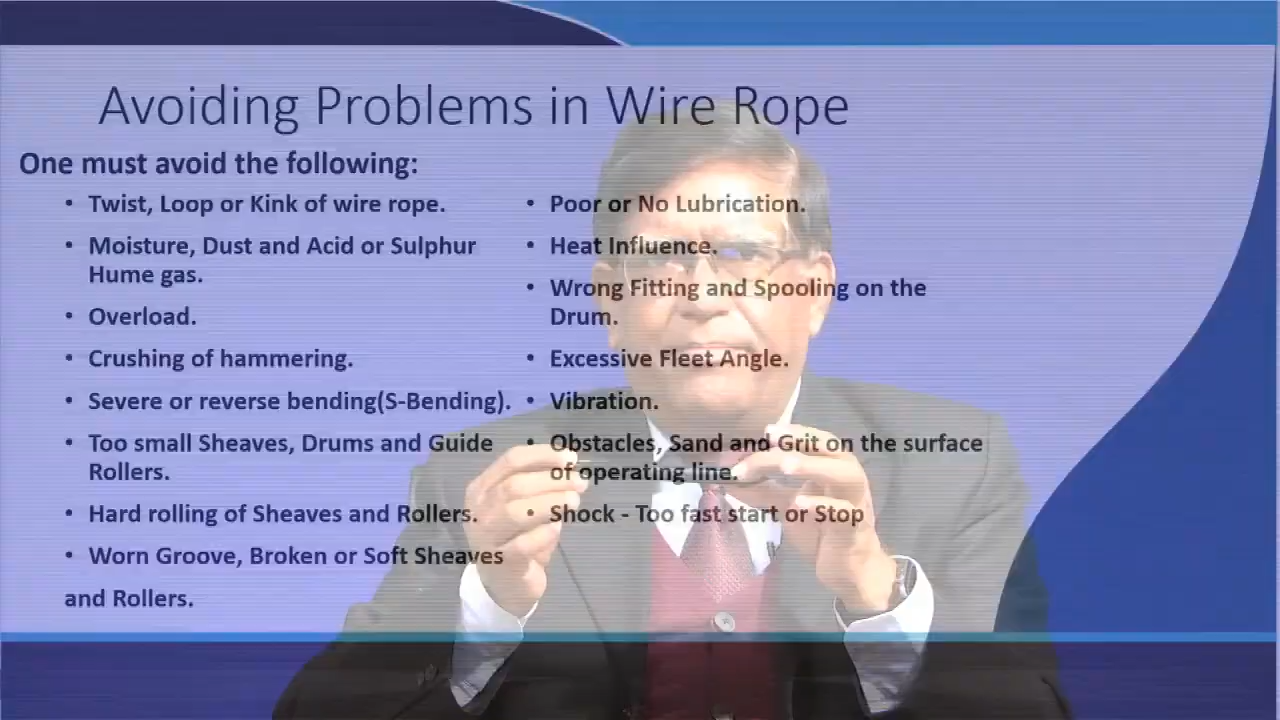 Avoiding Problems in Wire Rope
One must avoid the following:
• Twist, Loop or Kink of wire rope.
• Moisture, Dust and Acid or Sulphur
Hume gas.
• Overload.
• Crushing of hammering.
• Severe or reverse bending(S-Bending).
• Too small Sheaves, Drums and Guide
Rollers.
• Hard rolling of Sheaves and Rollers.
• Worn Groove, Broken or Soft Sheaves
and Rollers.
• Poor or No Lubrication.
• Heat Influence.
• Wrong Fitting and Spooling on the
Drum.
• Excessive Fleet Angle.
• Vibration.
• Obstacles, Sand and Grit on the surface
of operating line.
• Shock - Too fast start or Stop